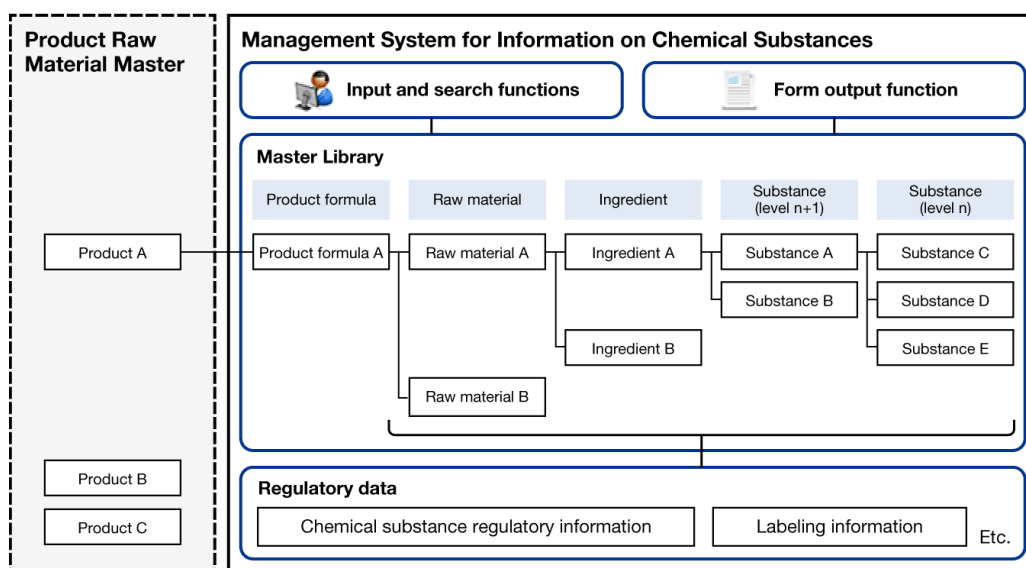 Product Raw
Material Master
Management System for Information on Chemical Substances
Input and search functions
Form output function
Master Library
Product formula
Raw material
Ingredient
Substance
(level n+1)
Substance
(level n)
Product A
Product formula A
Raw material A
Ingredient A
Substance A
Substance C
Substance B
Substance D
Ingredient B
Substance E
Raw material B
Product B
Product C
Regulatory data
Chemical substance regulatory information
Labeling information
Etc.